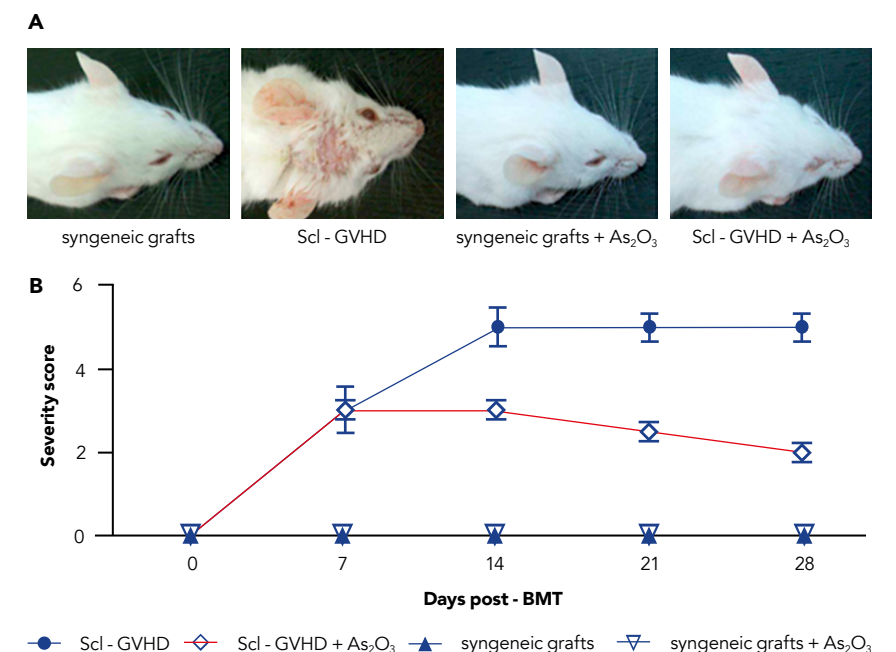 A
syngeneic grafts
Scl - GVHD
syngeneic grafts + As₂O₃
Scl - GVHD + As₂O₃
B
Severity score
6
4
2
0
0 7 14 21 28
Days post - BMT
Scl - GVHD
Scl - GVHD + As₂O₃
syngeneic grafts
syngeneic grafts + As₂O₃